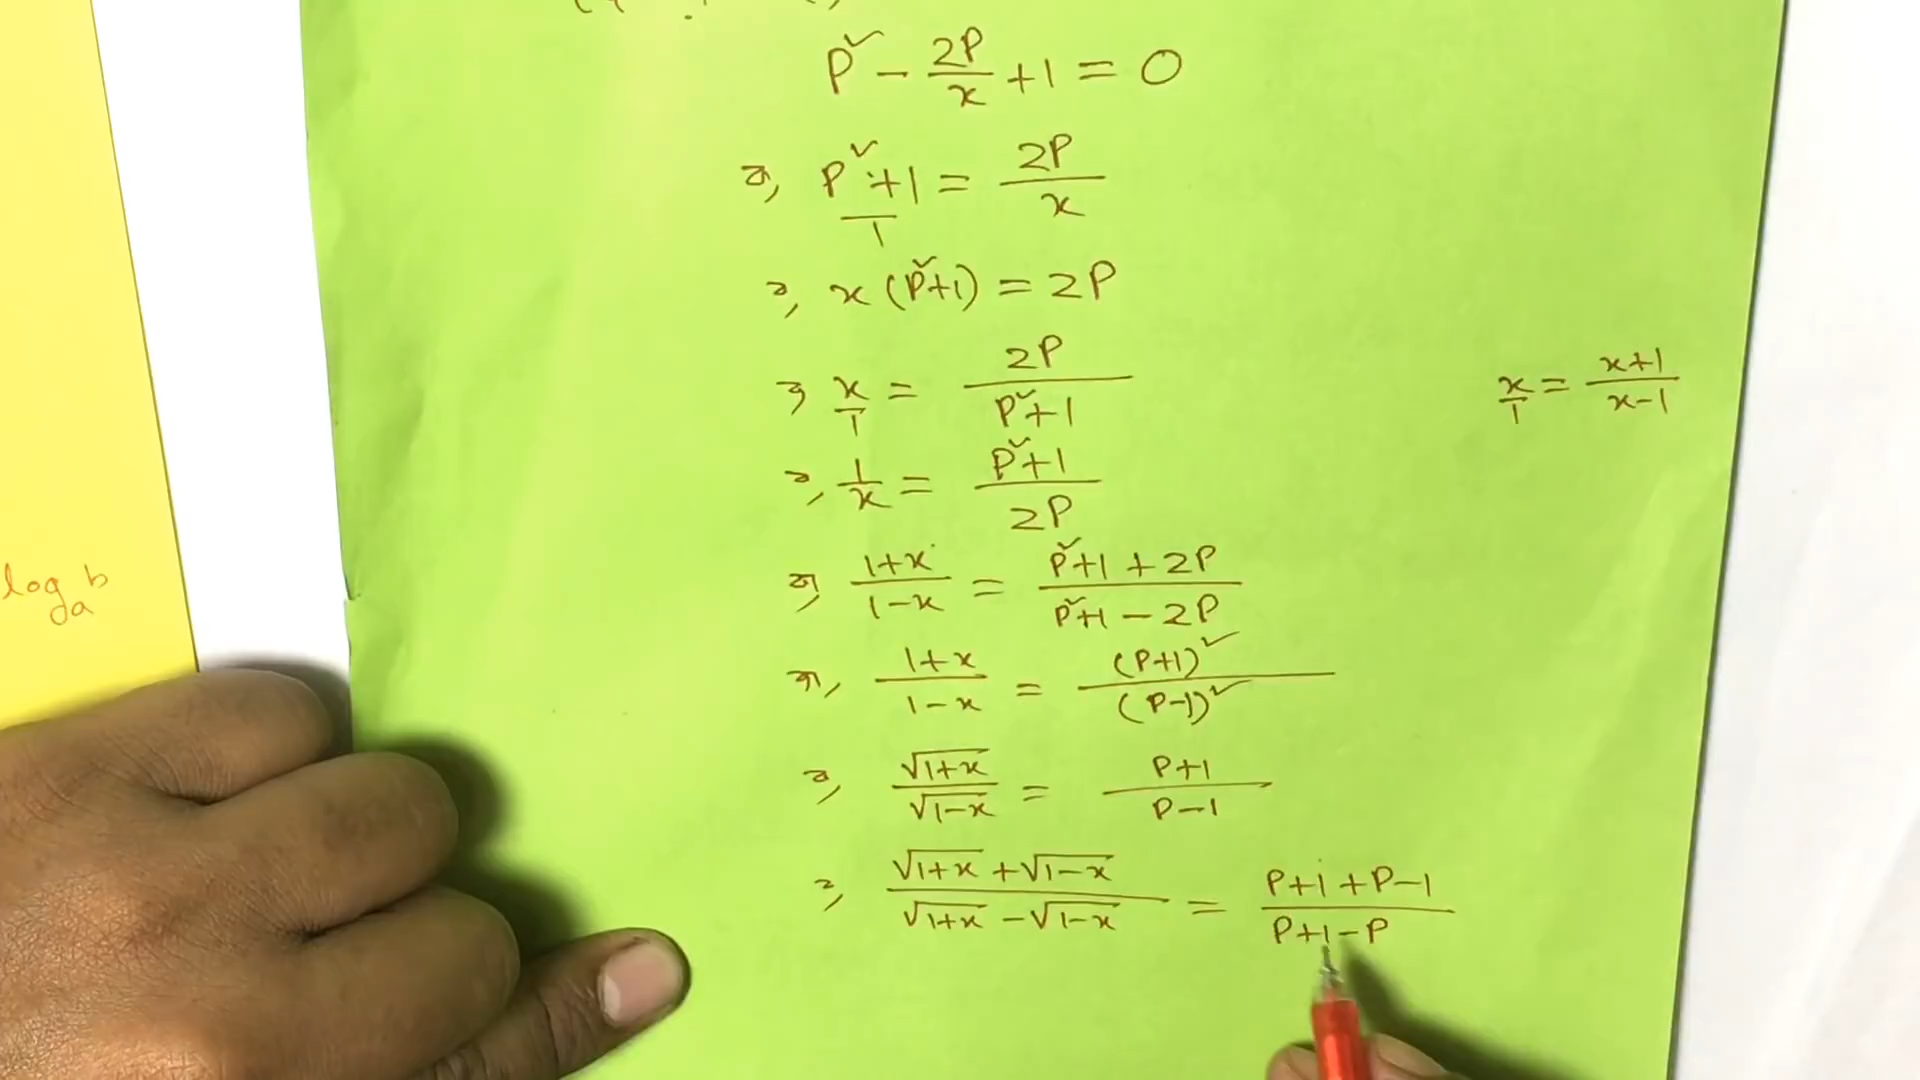 P² - 2P/x + 1 = 0
বা, (P² + 1)/1 = 2P/x
বা, x(P²+1) = 2P
বা, x/1 = 2P/(P²+1)
বা, 1/x = (P²+1)/2P
বা, (1+x)/(1-x) = (P²+1+2P)/(P²+1-2P)
বা, (1+x)/(1-x) = (P+1)²/(P-1)²
বা, √(1+x)/√(1-x) = (P+1)/(P-1)
বা, (√(1+x) + √(1-x))/(√(1+x) - √(1-x)) = (P+1+P-1)/(P+1-P
x/1 = (x+1)/(x-1)
log b
a